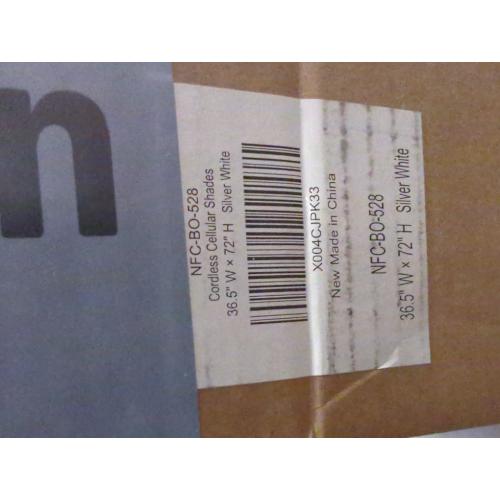 n
NFC-BO-528
Cordless Cellular Shades
36.5" W × 72" H Silver White
X004CJPK33
New Made in China
NFC-BO-528
36.5" W × 72" H Silver White